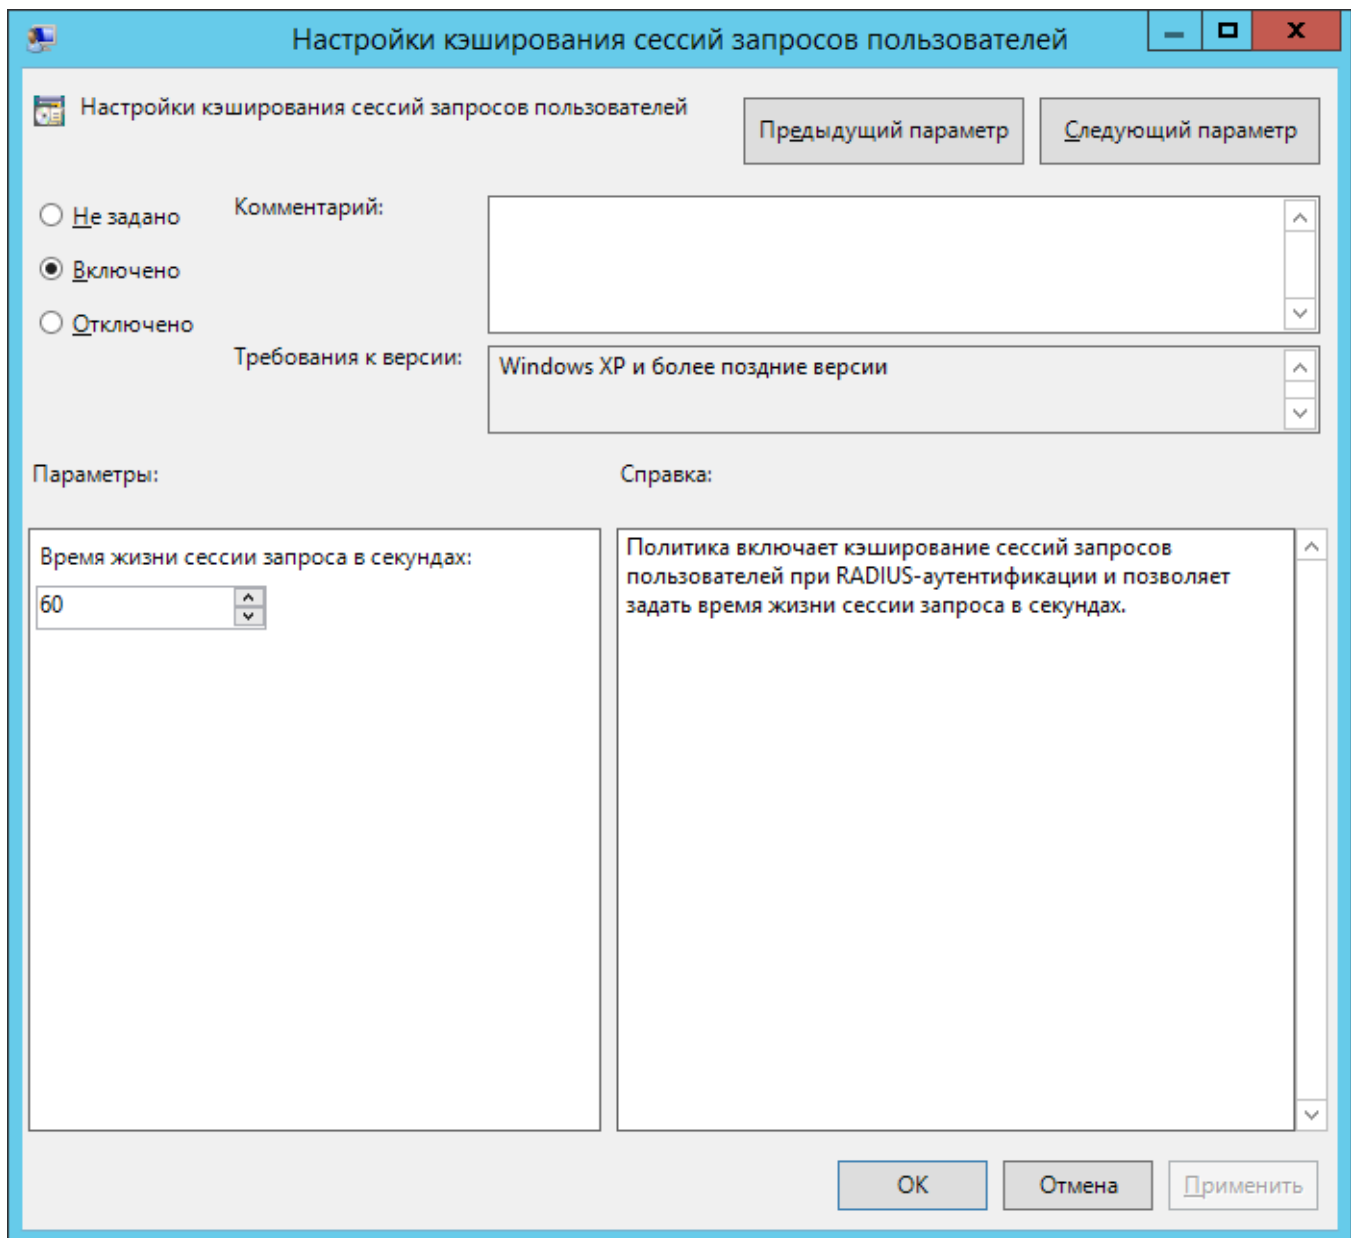 Настройки кэширования сессий запросов пользователей
Настройки кэширования сессий запросов пользователей
Предыдущий параметр
Следующий параметр
Не задано
Включено
Отключено
Комментарий:
Требования к версии:
Windows XP и более поздние версии
Параметры:
Справка:
Время жизни сессии запроса в секундах:
60
Политика включает кэширование сессий запросов
пользователей при RADIUS-аутентификации и позволяет
задать время жизни сессии запроса в секундах.
ОК
Отмена
Применить